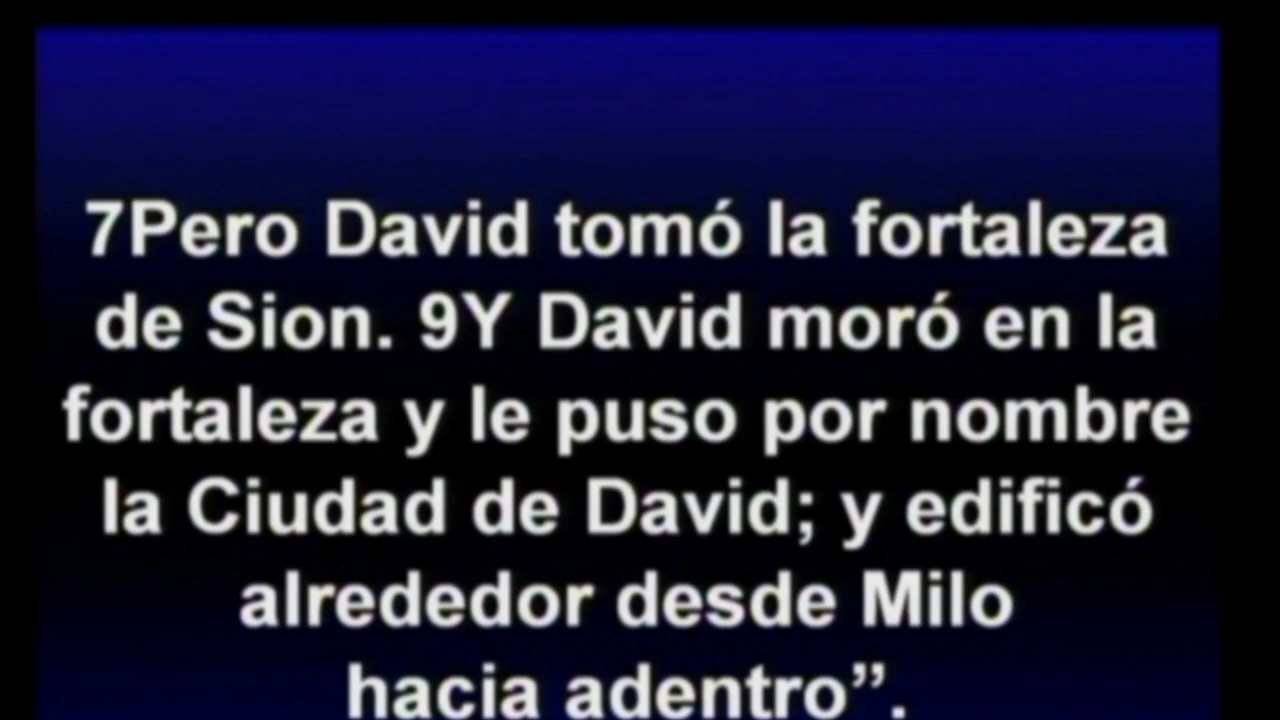 7Pero David tomó la fortaleza
de Sion. 9Y David moró en la
fortaleza y le puso por nombre
la Ciudad de David; y edificó
alrededor desde Milo
hacia adentro”.